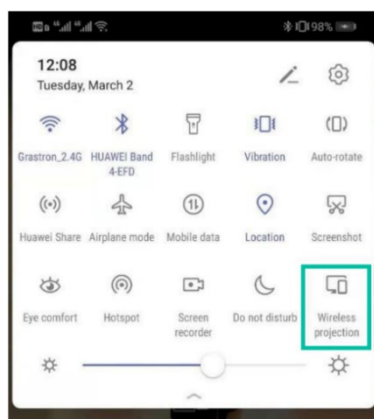 98%
12:08
Tuesday, March 2
Grastron_2.4G HUAWEI Band Flashlight Vibration Auto-rotate
4-EFD
Huawei Share Airplane mode Mobile data Location Screenshot
Eye comfort Hotspot Screen Do not disturb Wireless
recorder projection